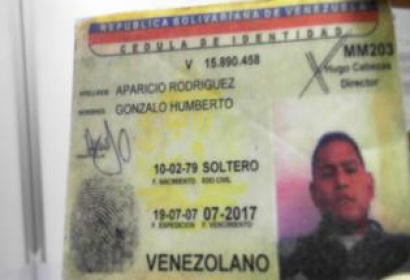 REPUBLICA BOLIVARIANA DE VENEZUELA
CEDULA DE IDENTIDAD
V 15.890.458
MM203
Hugo Cabezas
Director
APELLIDOS APARICIO RODRIGUEZ
NOMBRES GONZALO HUMBERTO
10-02-79 SOLTERO
F. NACIMIENTO EDO CIVIL
19-07-07 07-2017
F. EXPEDICION F. VENCIMIENTO
VENEZOLANO